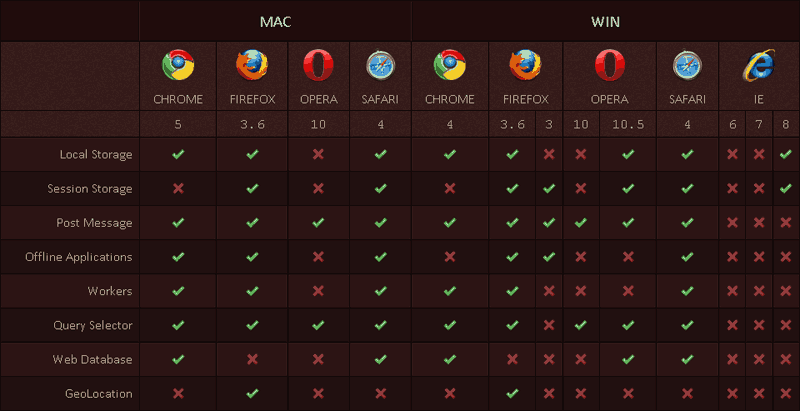 MAC WIN
CHROME FIREFOX OPERA SAFARI CHROME FIREFOX OPERA SAFARI IE
5 3.6 10 4 4 3.6 3 10 10.5 4 6 7 8
Local Storage
Session Storage
Post Message
Offline Applications
Workers
Query Selector
Web Database
GeoLocation